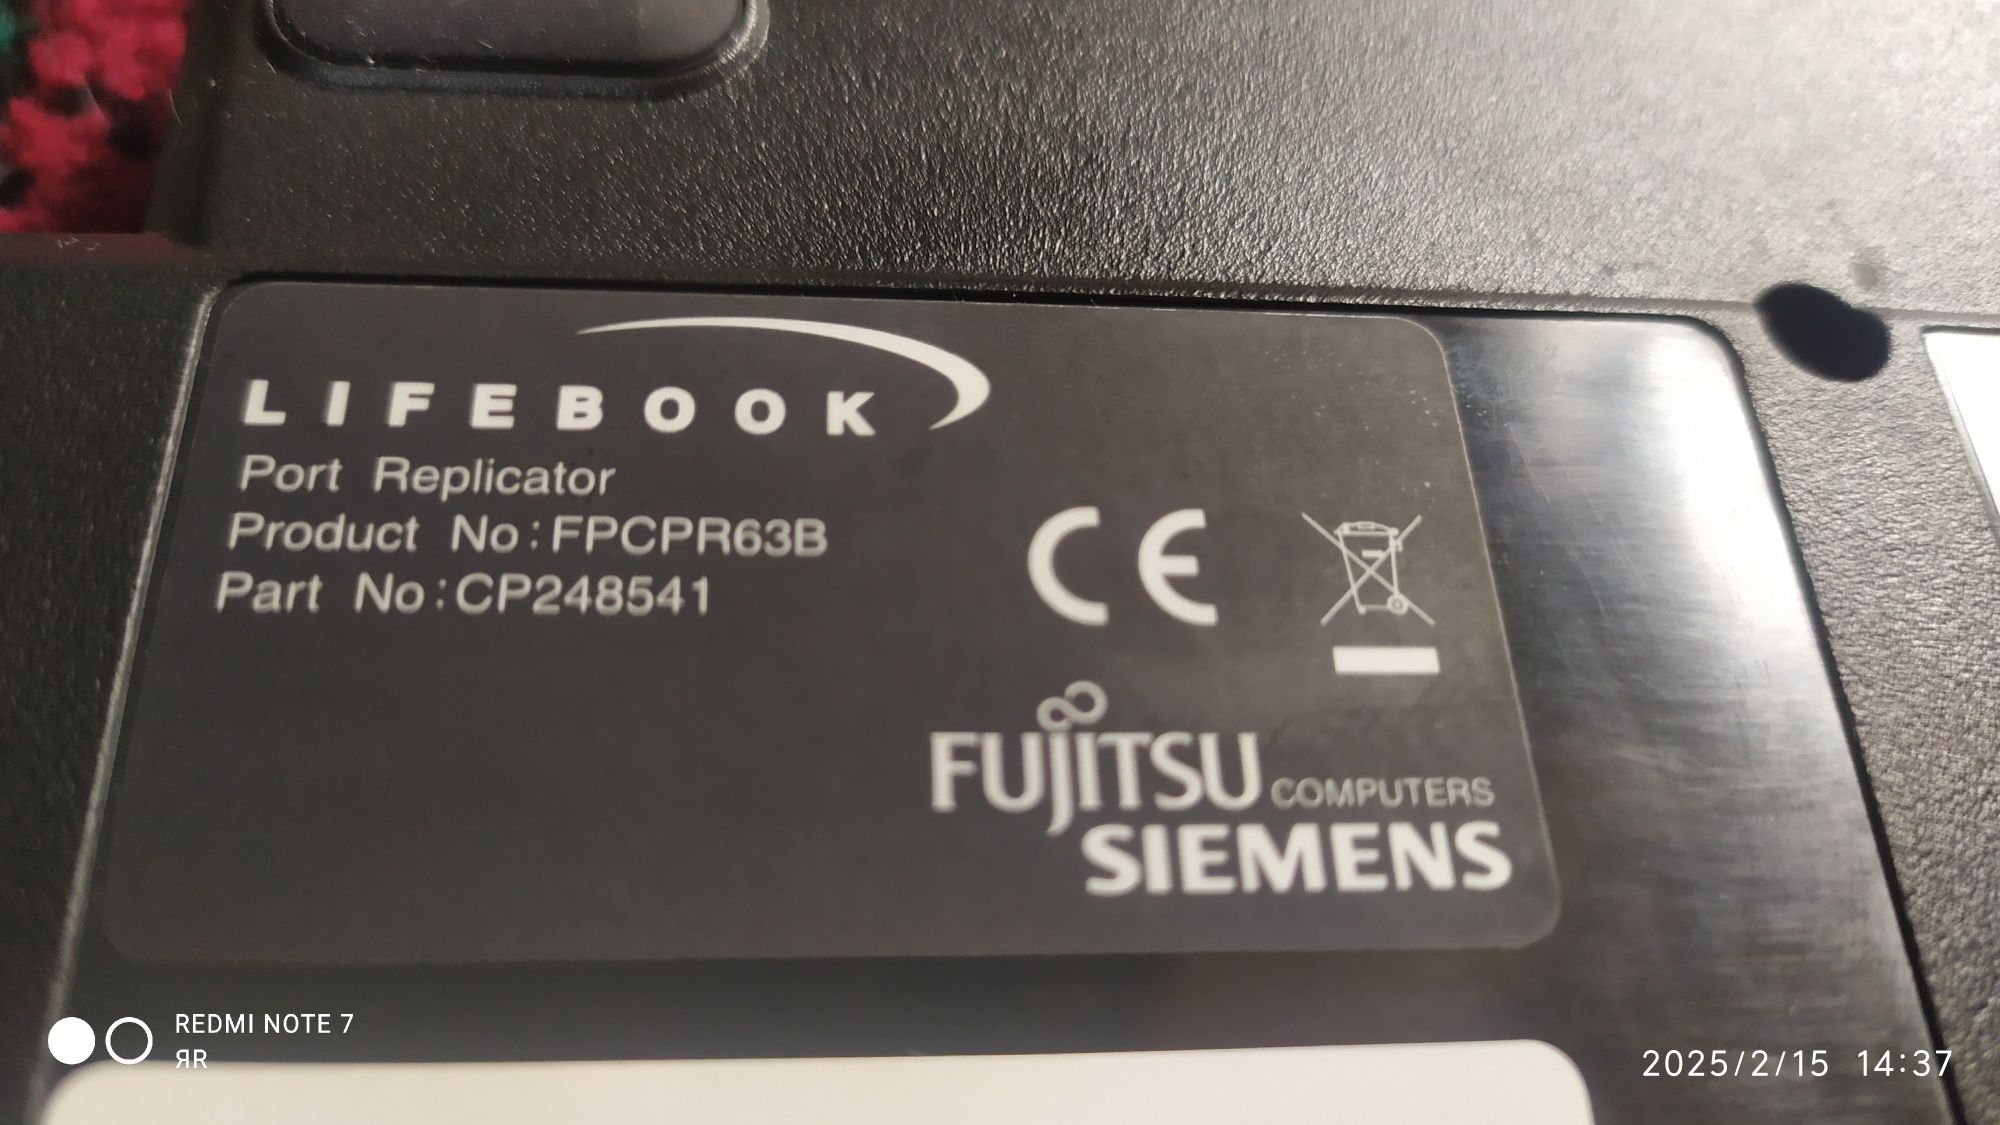 LIFEBOOK
Port Replicator
Product No:FPCPR63B
Part No:CP248541
CE
FUJITSU COMPUTERS
SIEMENS
REDMI NOTE 7
ЯR
2025/2/15 14:37